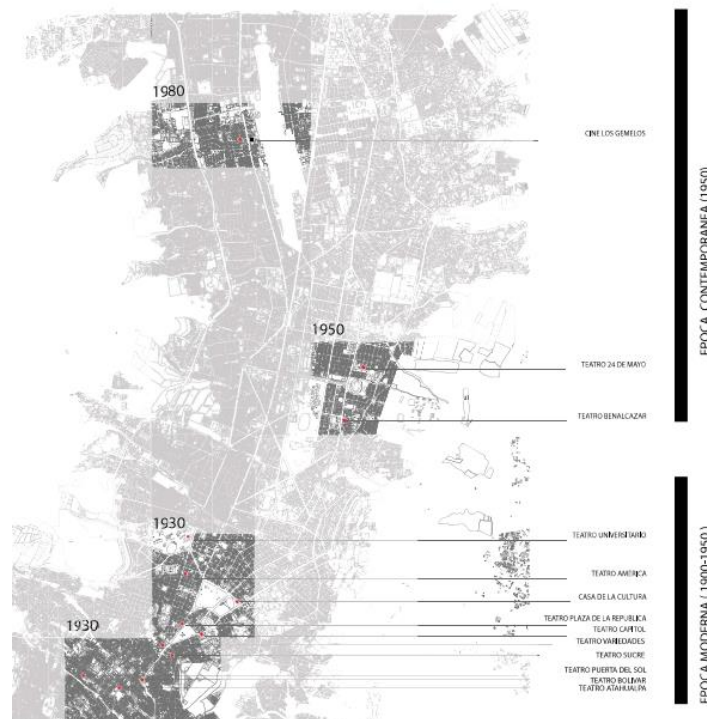 1980
CINE LOS GEMELOS
1950
TEATRO 24 DE MAYO
TEATRO BENALCAZAR
EPOCA CONTEMPORANEA (1950)
1930
TEATRO UNIVERSITARIO
TEATRO AMERICA
CASA DE LA CULTURA
TEATRO PLAZA DE LA REPUBLICA
TEATRO CAPITOL
1930
TEATRO VARIEDADES
TEATRO SUCRE
TEATRO PUERTA DEL SOL
TEATRO BOLIVAR
TEATRO ATAHUALPA
EPOCA MODERNA ( 1900-1950 )